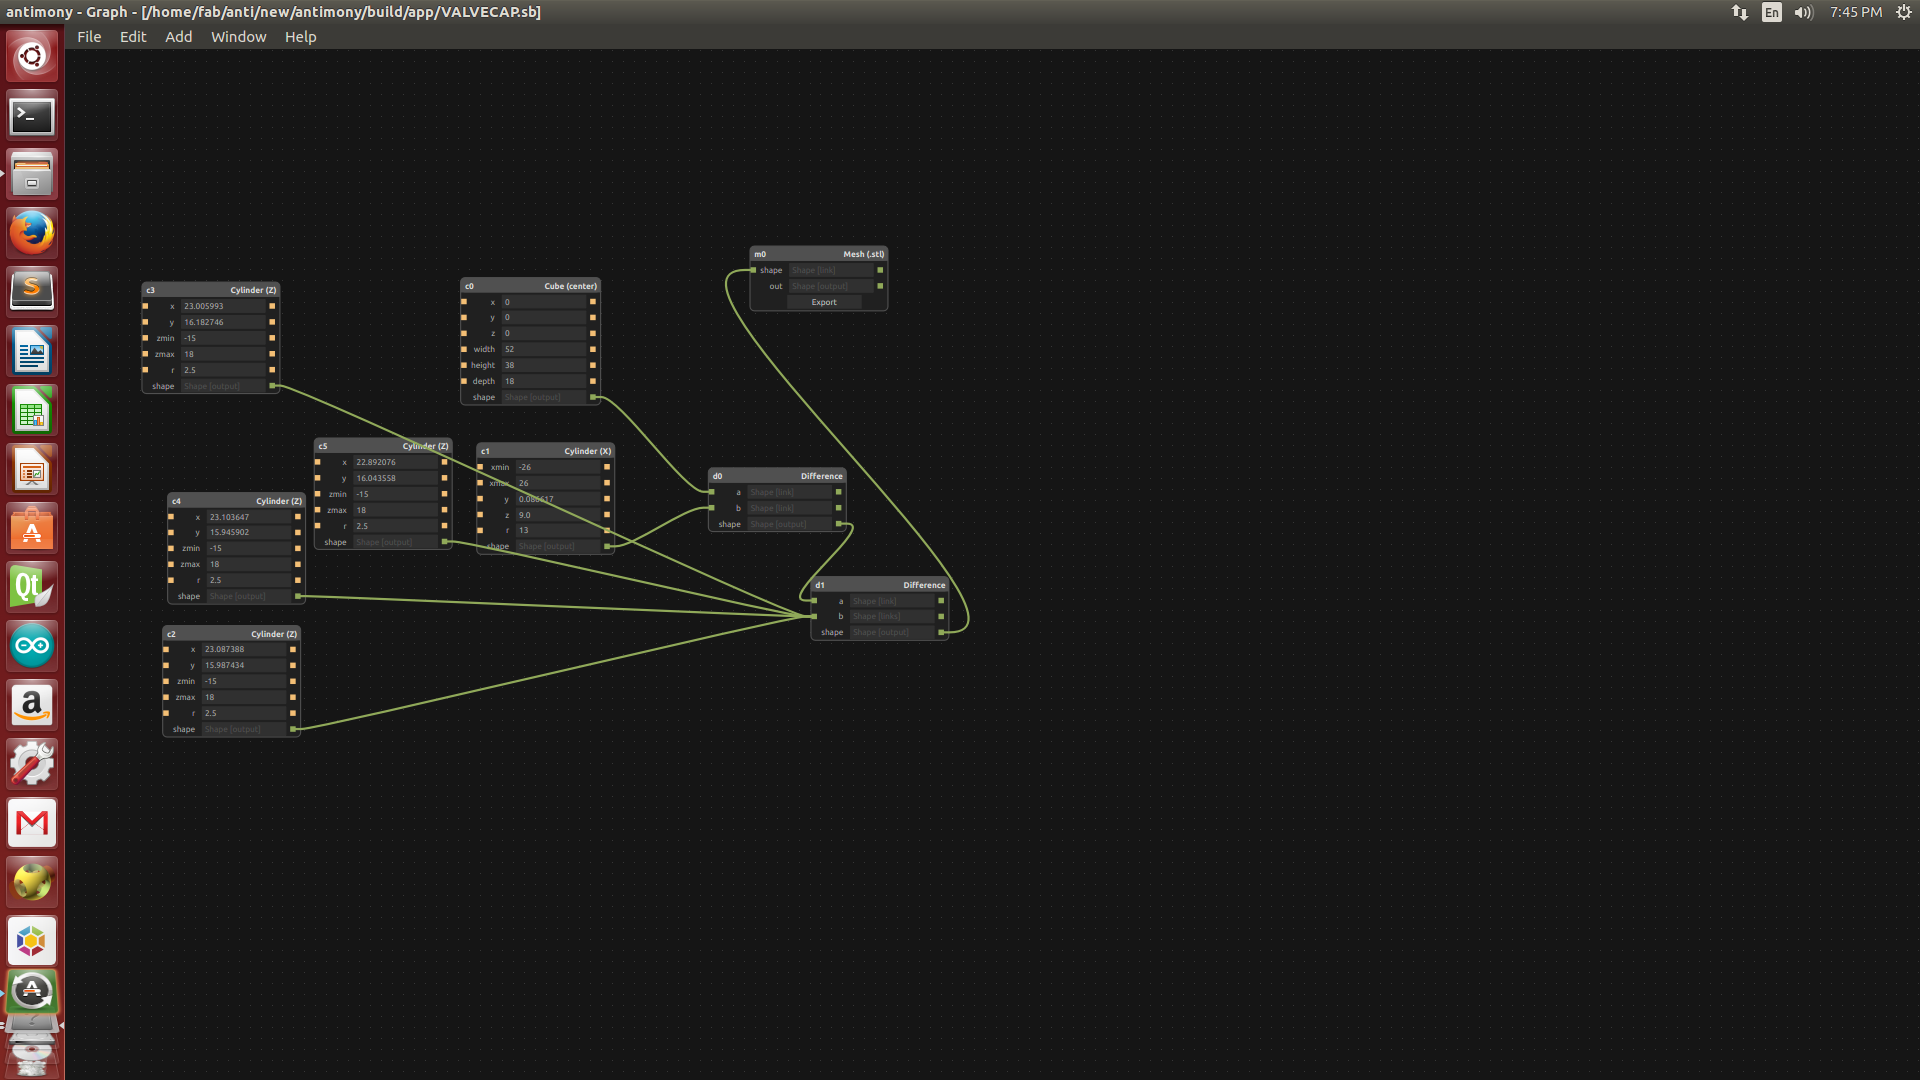 antimony - Graph - [/home/fab/anti/new/antimony/build/app/VALVECAP.sb]
En
7:45 PM
File Edit Add Window Help
m0 Mesh (.stl)
shape Shape [link]
out Shape [output]
Export
c3 Cylinder (Z)
x 23.005993
y 16.182746
zmin -15
zmax 18
r 2.5
shape Shape [output]
c0 Cube (center)
x 0
y 0
z 0
width 52
height 38
depth 18
shape Shape [output]
c5 Cylinder (Z)
x 22.892076
y 16.043558
zmin -15
zmax 18
r 2.5
shape Shape [output]
c1 Cylinder (X)
xmin -26
xmax 26
y 0.086617
z 9.0
r 13
shape Shape [output]
d0 Difference
a Shape [link]
b Shape [link]
shape Shape [output]
c4 Cylinder (Z)
x 23.103647
y 15.945902
zmin -15
zmax 18
r 2.5
shape Shape [output]
d1 Difference
a Shape [link]
b Shape [links]
shape Shape [output]
c2 Cylinder (Z)
x 23.087388
y 15.987434
zmin -15
zmax 18
r 2.5
shape Shape [output]
>_
S
A
Qt
a
M
A
?